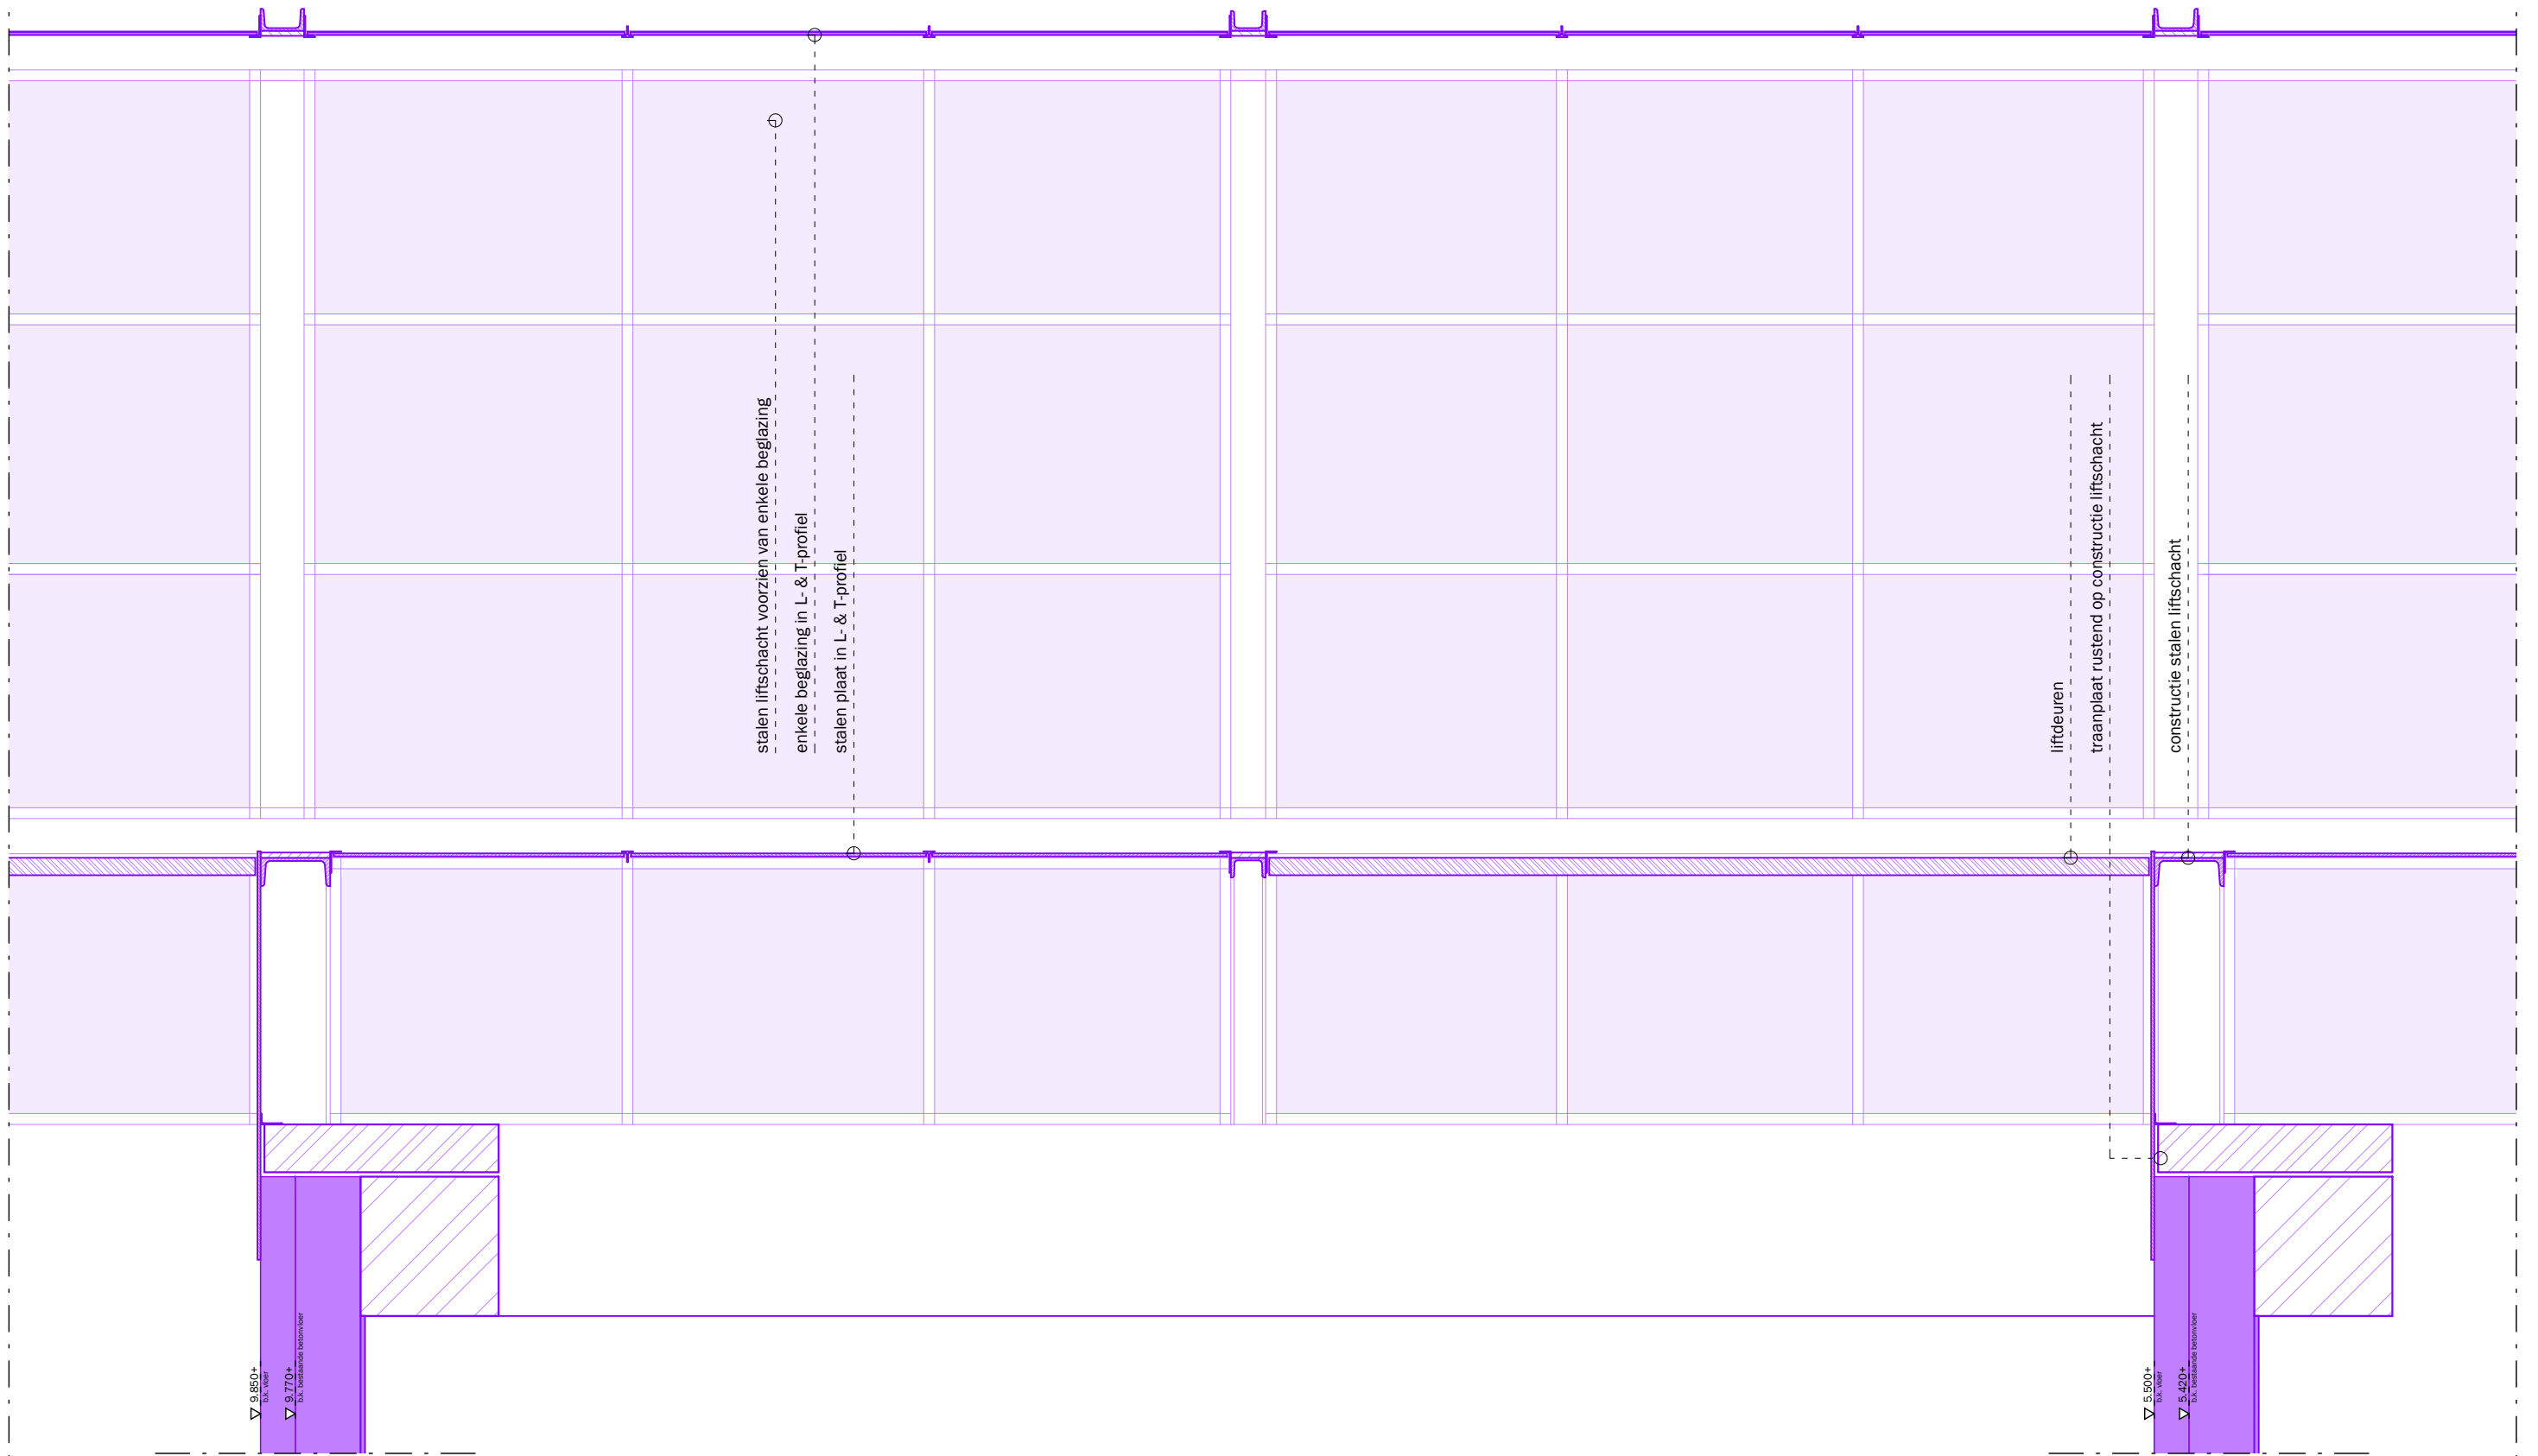 stalen liftschacht voorzien van enkele beglazing
enkele beglazing in L- & T-profiel
stalen plaat in L- & T-profiel
liftdeuren
traanplaat rustend op constructie liftschacht
constructie stalen liftschacht
9.850+
b.k. vloer
9.770+
b.k. bestaande betonvloer
5.500+
b.k. vloer
5.420+
b.k. bestaande betonvloer